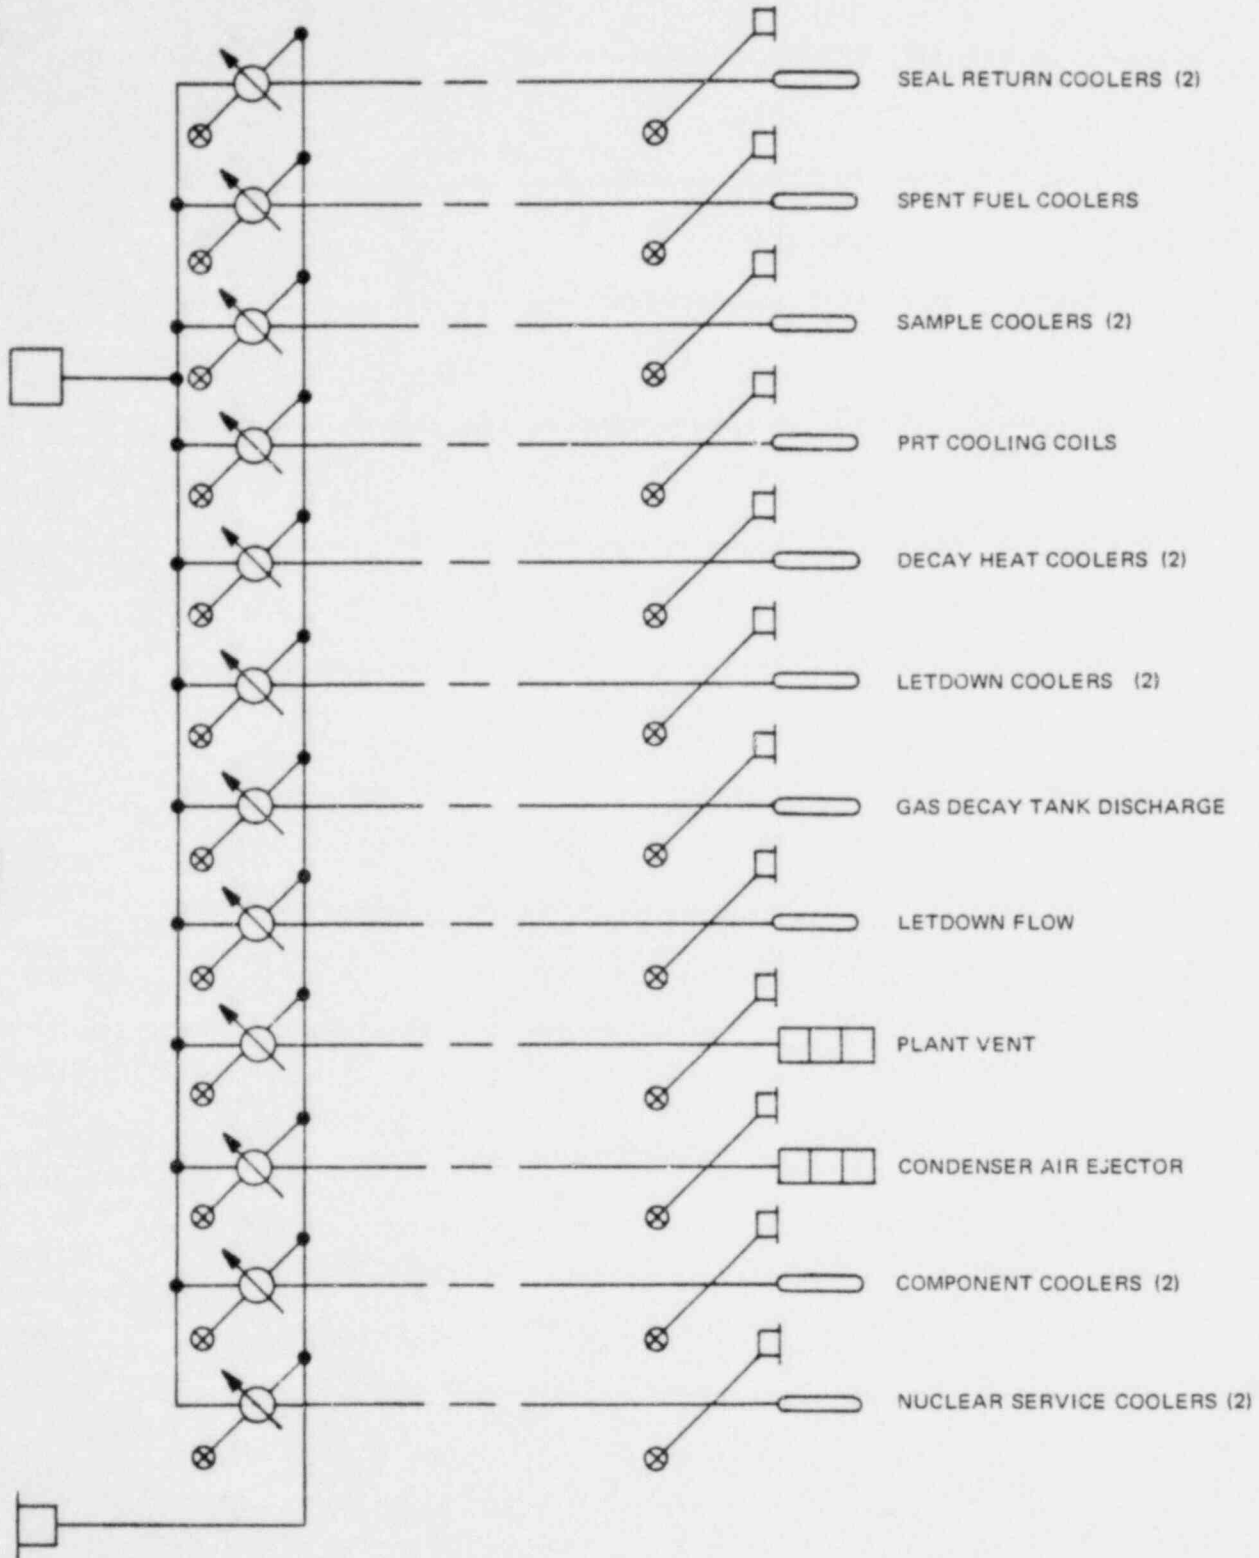 SEAL RETURN COOLERS (2)
SPENT FUEL COOLERS
SAMPLE COOLERS (2)
PRT COOLING COILS
DECAY HEAT COOLERS (2)
LETDOWN COOLERS (2)
GAS DECAY TANK DISCHARGE
LETDOWN FLOW
PLANT VENT
CONDENSER AIR EJECTOR
COMPONENT COOLERS (2)
NUCLEAR SERVICE COOLERS (2)